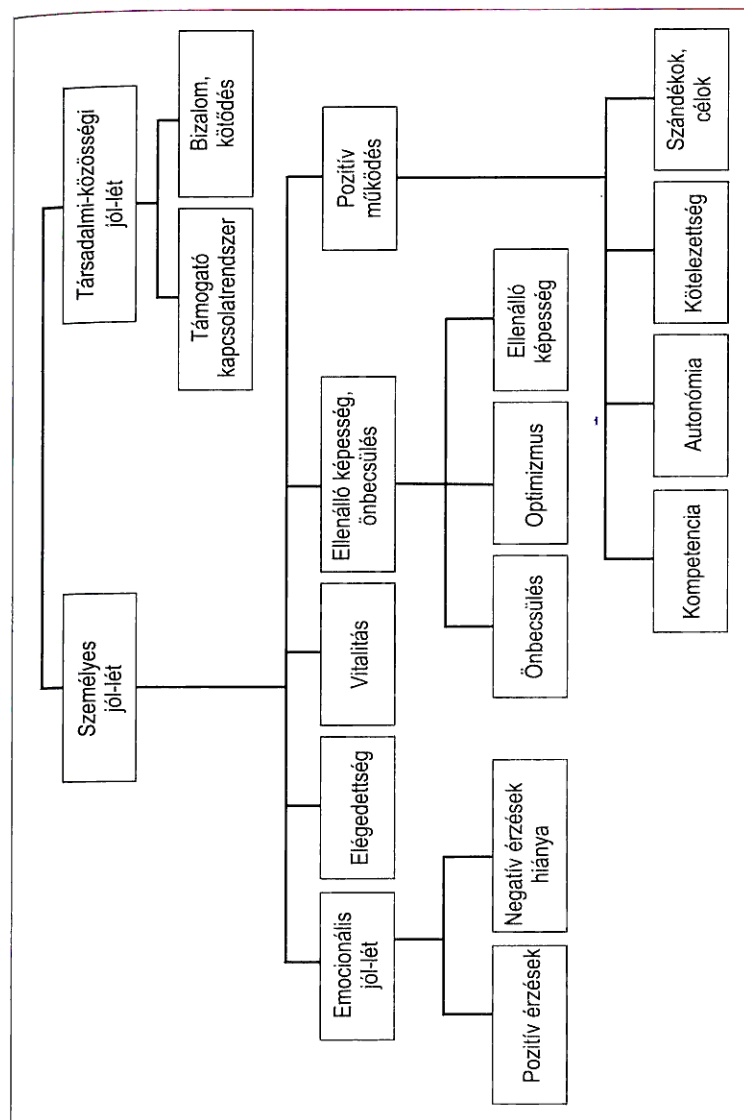 Személyes
jól-lét
Társadalmi-közösségi
jól-lét
Támogató
kapcsolatrendszer
Bizalom,
kötődés
Emocionális
jól-lét
Elégedettség
Vitalitás
Ellenálló képesség,
önbecsülés
Pozitív
működés
Pozitív érzések
Negatív érzések
hiánya
Önbecsülés
Optimizmus
Ellenálló
képesség
Kompetencia
Autonómia
Kötelezettség
Szándékok,
célok